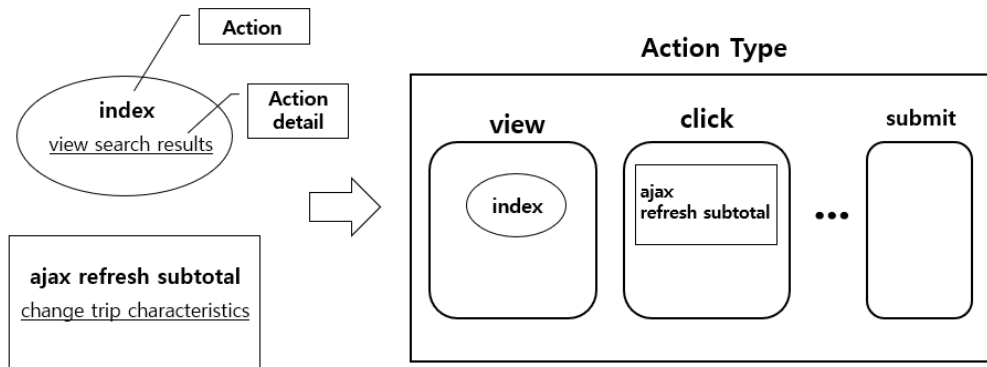 Action
index
view search results
Action
detail
ajax refresh subtotal
change trip characteristics
Action Type
view
click
submit
index
ajax
refresh subtotal
•••